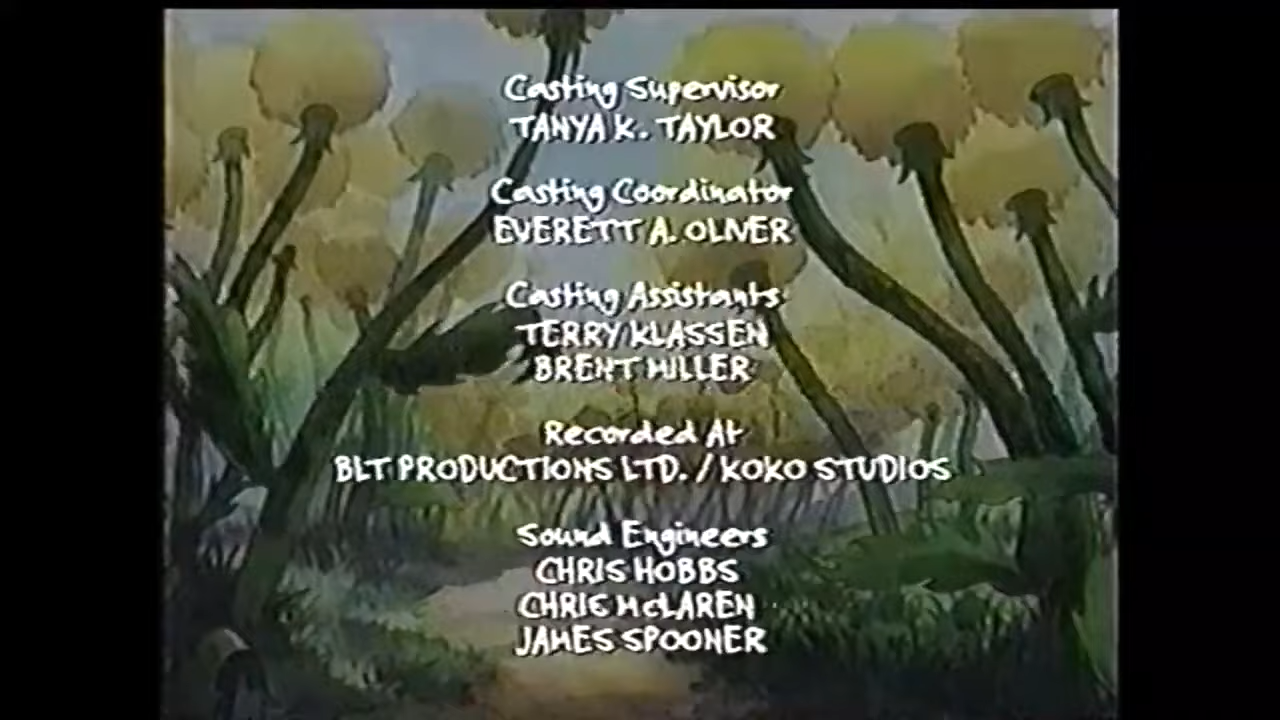 Casting Supervisor
TANYA K. TAYLOR
Casting Coordinator
EVERETT A. OLIVER
Casting Assistants
TERRY KLASSEN
BRENT MILLER
Recorded At
BLT PRODUCTIONS LTD. / KOKO STUDIOS
Sound Engineers
CHRIS HOBBS
CHRIS McLAREN
JAMES SPOONER